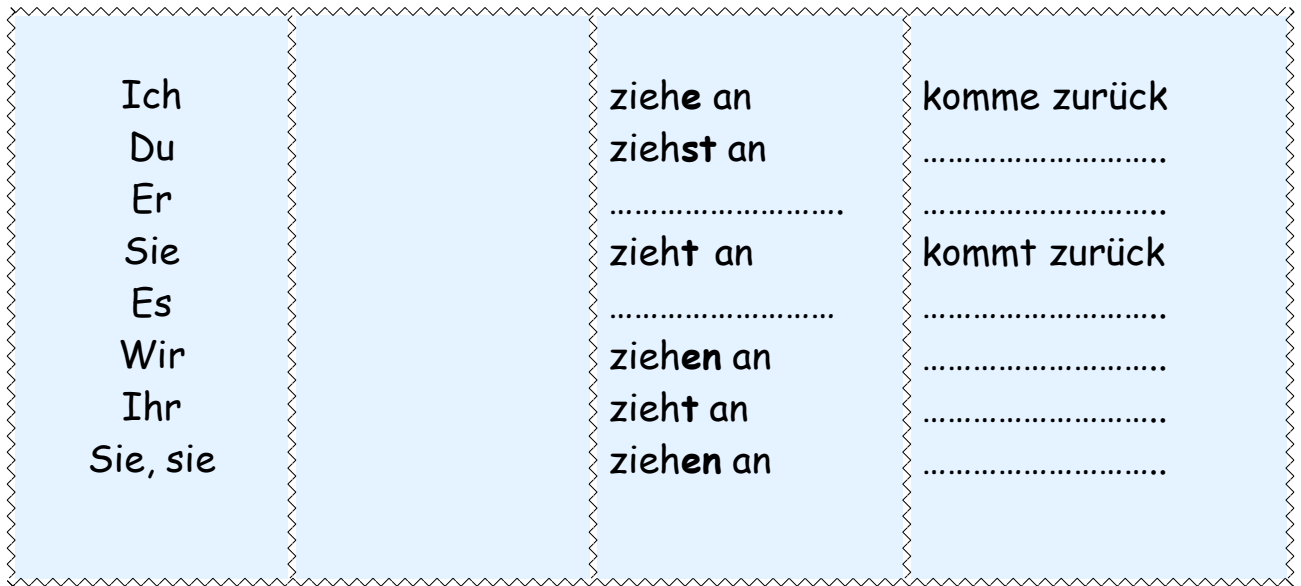 Ich ziehe an komme zurück
Du ziehst an ………………………..
Er ………………………. ………………………..
Sie zieht an kommt zurück
Es ……………………… ………………………..
Wir ziehen an ………………………..
Ihr zieht an ………………………..
Sie, sie ziehen an ………………………..